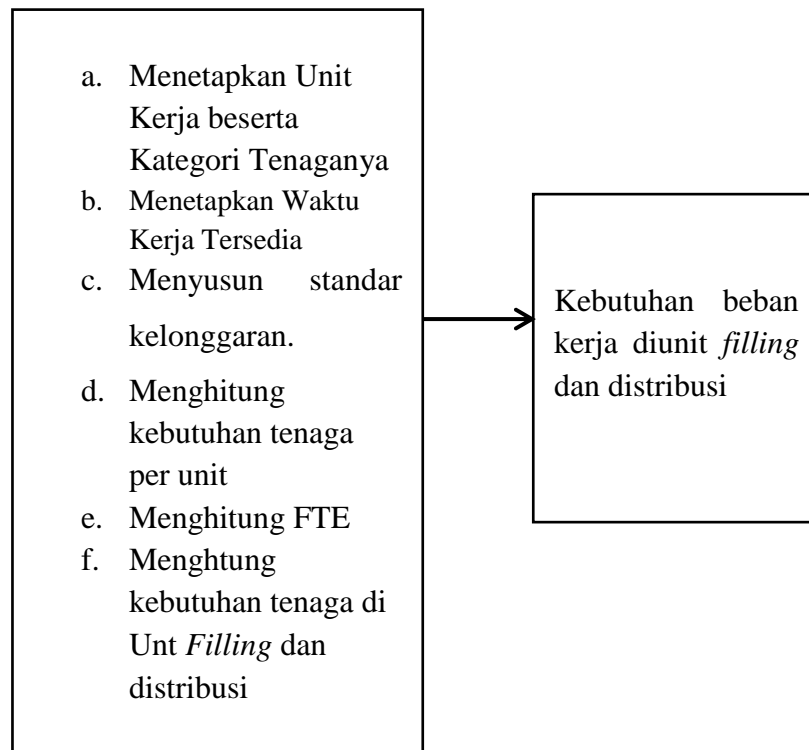 a. Menetapkan Unit
Kerja beserta
Kategori Tenaganya
b. Menetapkan Waktu
Kerja Tersedia
c. Menyusun standar
kelonggaran.
d. Menghitung
kebutuhan tenaga
per unit
e. Menghitung FTE
f. Menghtung
kebutuhan tenaga di
Unt Filling dan
distribusi
Kebutuhan beban
kerja diunit filling
dan distribusi